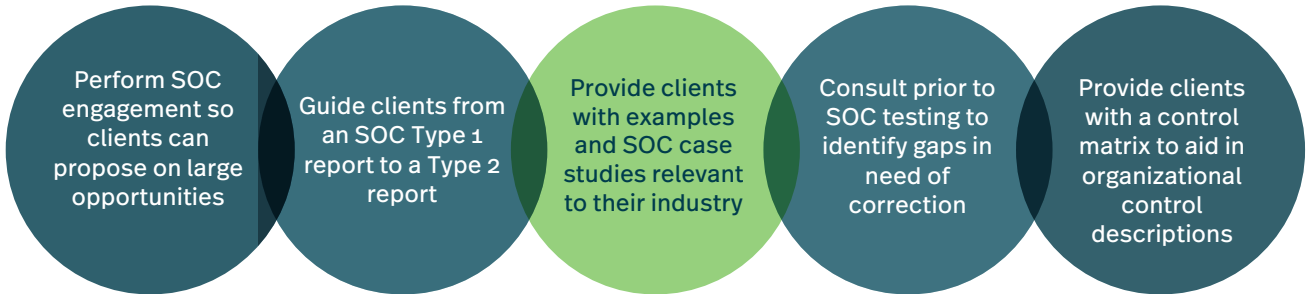 Perform SOC
engagement so
clients can
propose on large
opportunities
Guide clients from
an SOC Type 1
report to a Type 2
report
Provide clients
with examples
and SOC case
studies relevant
to their industry
Consult prior to
SOC testing to
identify gaps in
need of
correction
Provide clients
with a control
matrix to aid in
organizational
control
descriptions